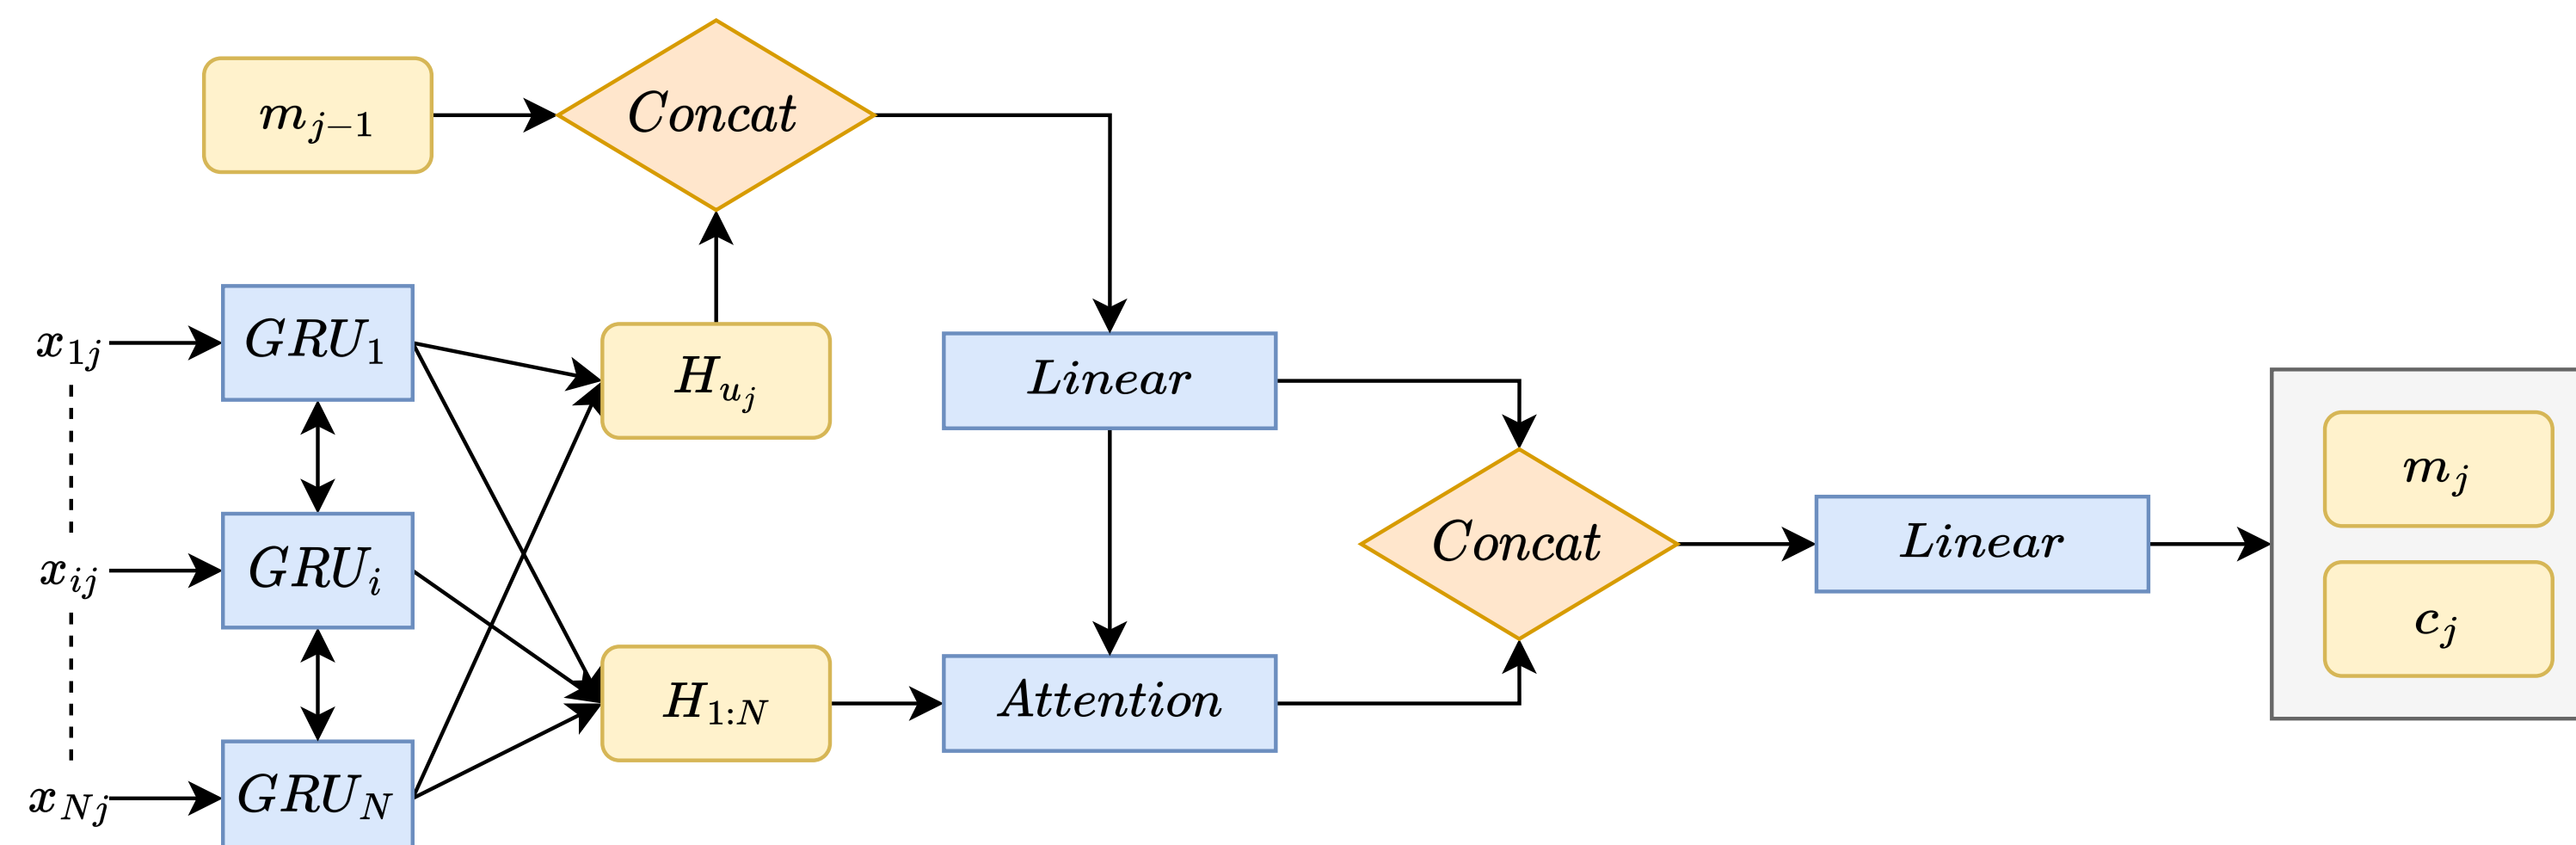 m_{j-1}
Concat
x_{1j}
GRU_1
H_{u_j}
Linear
m_j
x_{ij}
GRU_i
Concat
Linear
c_j
H_{1:N}
Attention
x_{Nj}
GRU_N